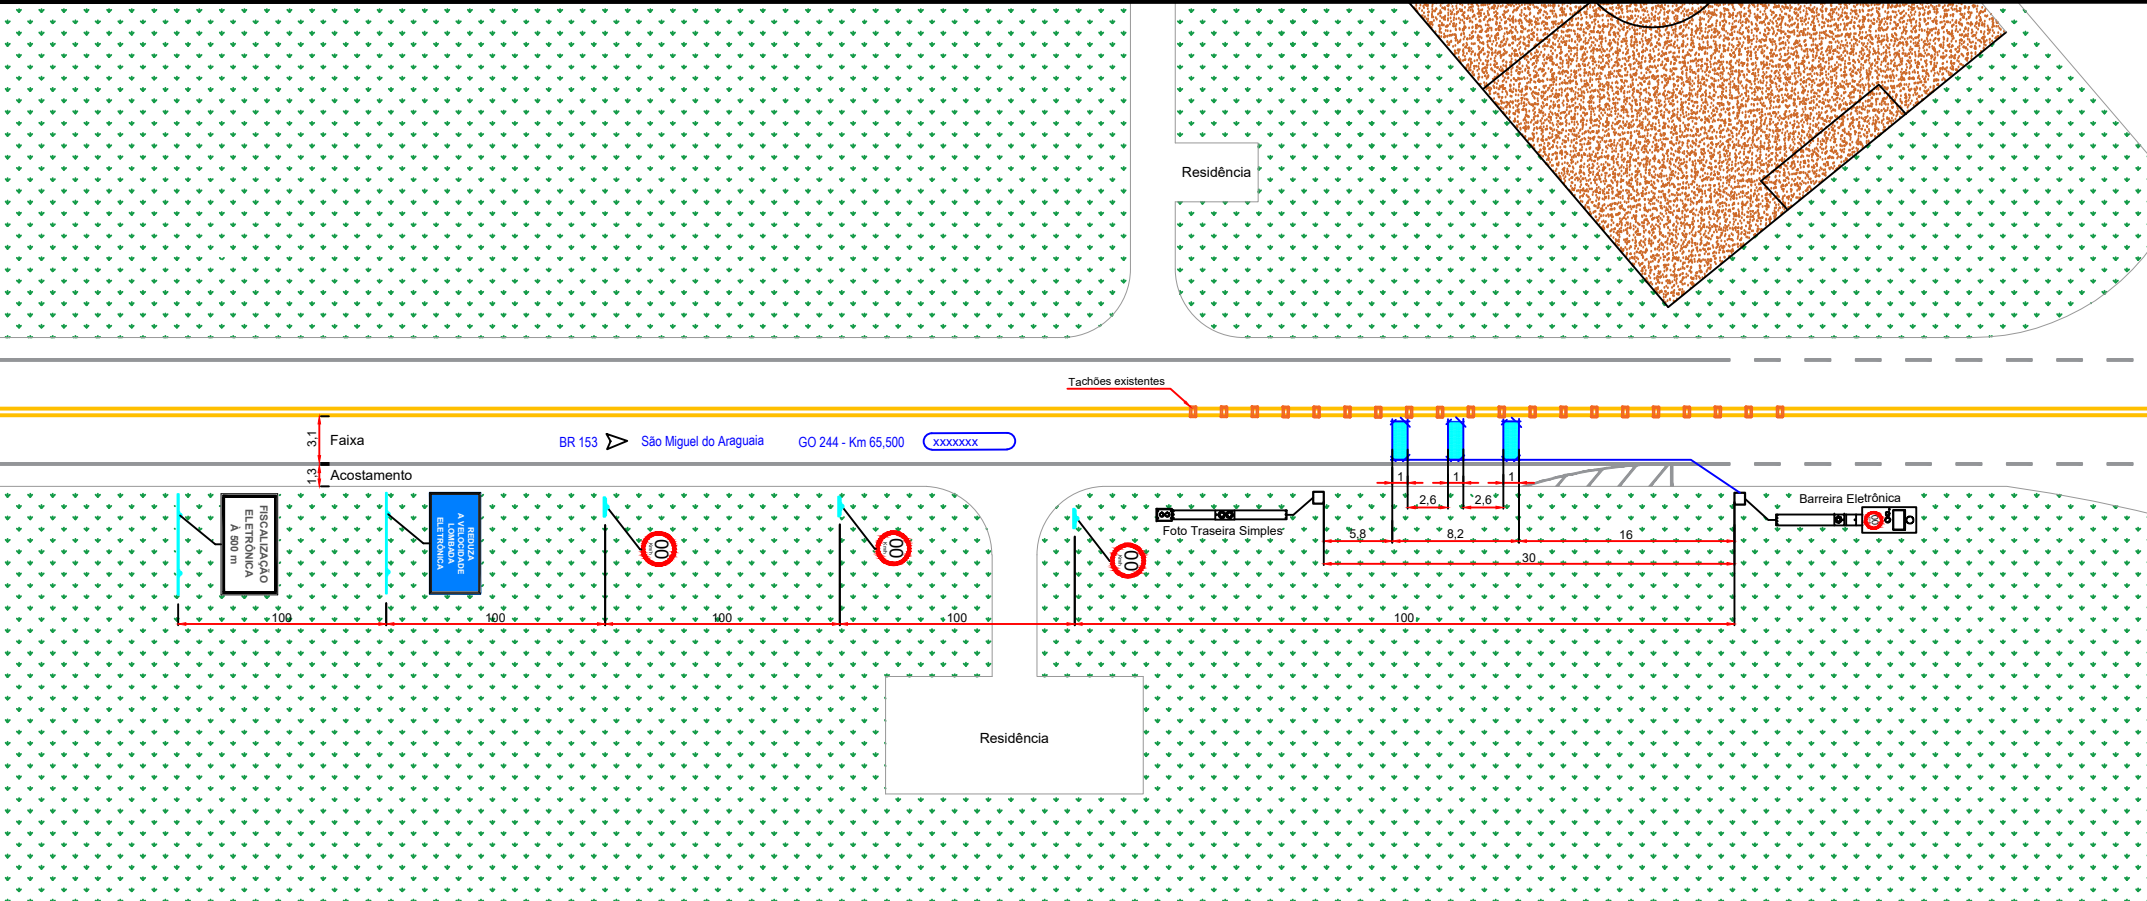 Residência
Tachões existentes
3,1
Faixa
BR 153
São Miguel do Araguaia
GO 244 - Km 65,500
xxxxxxx
1,3
Acostamento
1
1
1
2,6
2,6
Barreira Eletrônica
Foto Traseira Simples
5,8
8,2
16
30
FISCALIZAÇÃO
ELETRÔNICA
À 500 m
REDUZA
A VELOCIDADE
LOMBADA
ELETRÔNICA
00
00
00
100
100
100
100
100
Residência